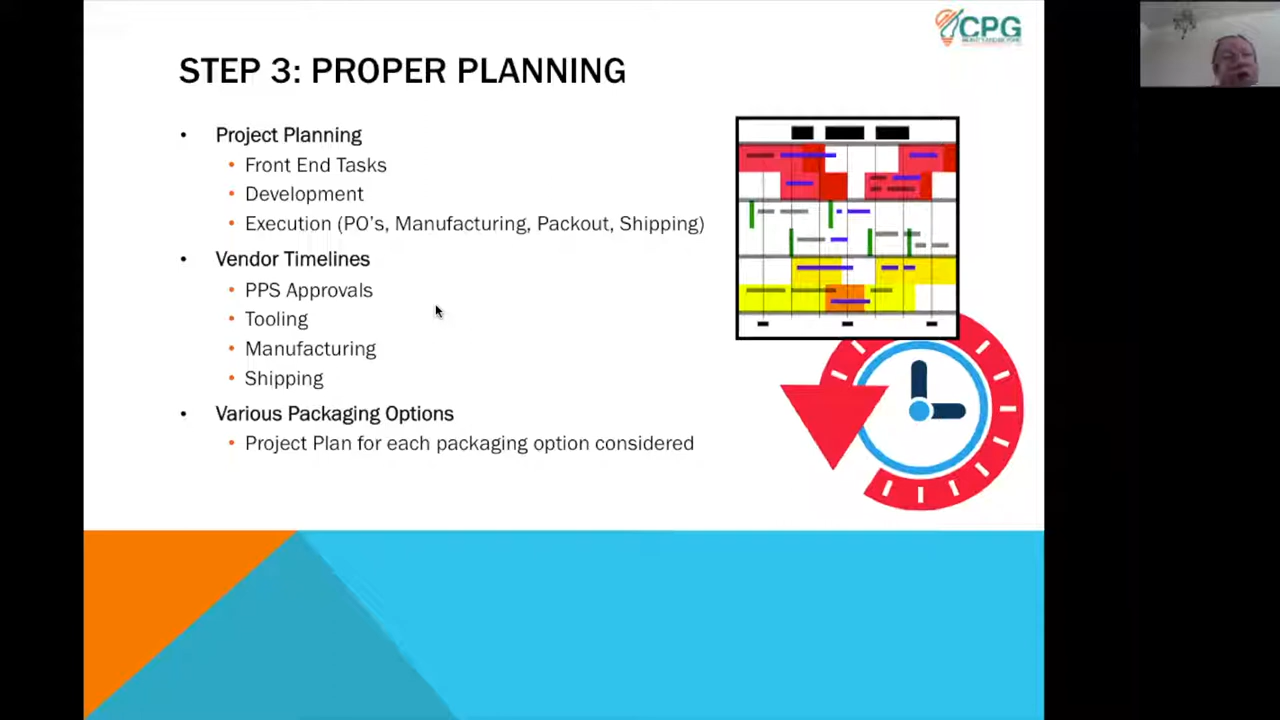 CPG
STEP 3: PROPER PLANNING
• Project Planning
• Front End Tasks
• Development
• Execution (PO's, Manufacturing, Packout, Shipping)
• Vendor Timelines
• PPS Approvals
• Tooling
• Manufacturing
• Shipping
• Various Packaging Options
• Project Plan for each packaging option considered